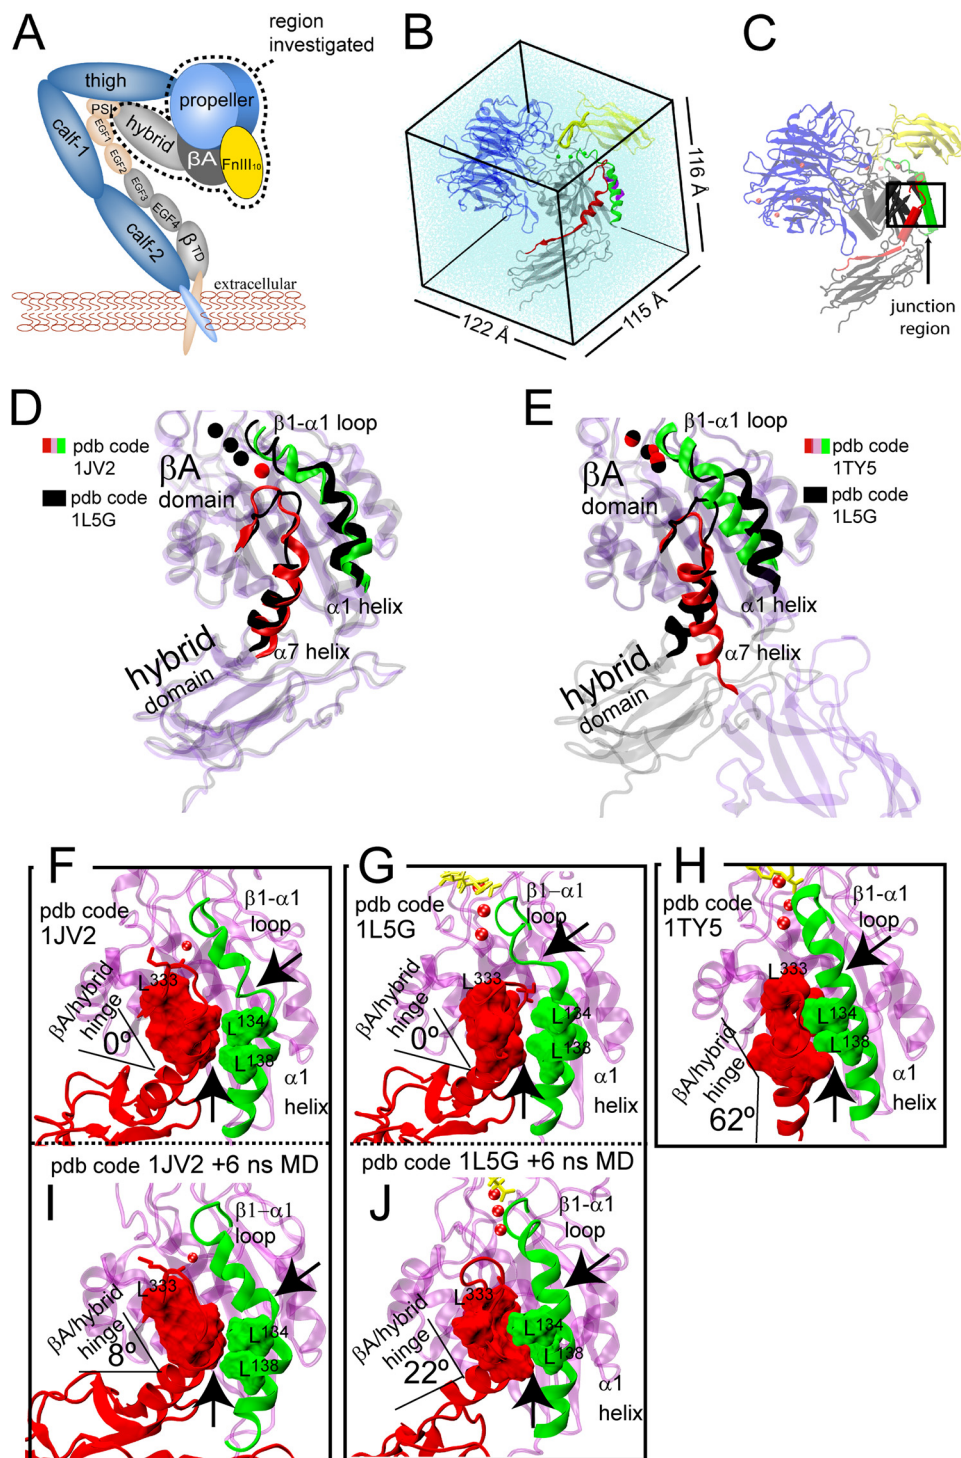 A
region
investigated
thigh
propeller
PSI
hybrid
EGF1
calf-1
βA
FnIII10
EGF2
EGF3
EGF4
calf-2
βTD
extracellular
B
116 Å
122 Å
115 Å
C
junction
region
D
β1-α1 loop
pdb code
1JV2
βA
domain
pdb code
1L5G
α1 helix
hybrid
domain
α7 helix
E
β1-α1 loop
pdb code
1TY5
βA
domain
pdb code
1L5G
α1 helix
hybrid
domain
α7 helix
F
pdb code
1JV2
β1-α1
loop
L333
βA/hybrid
hinge
0º
L134
L138
α1
helix
G
pdb code
1L5G
β1–α1
loop
L333
βA/hybrid
hinge
0º
L134
L138
α1
helix
H
pdb code
1TY5
β1-α1
loop
L333
L134
L138
βA/hybrid
hinge
62º
α1
helix
pdb code 1JV2 +6 ns MD
I
β1–α1
loop
L333
βA/hybrid
hinge
8º
L134
L138
pdb code 1L5G +6 ns MD
J
β1-α1
loop
L333
βA/hybrid
hinge
22º
L134
L138
α1
helix